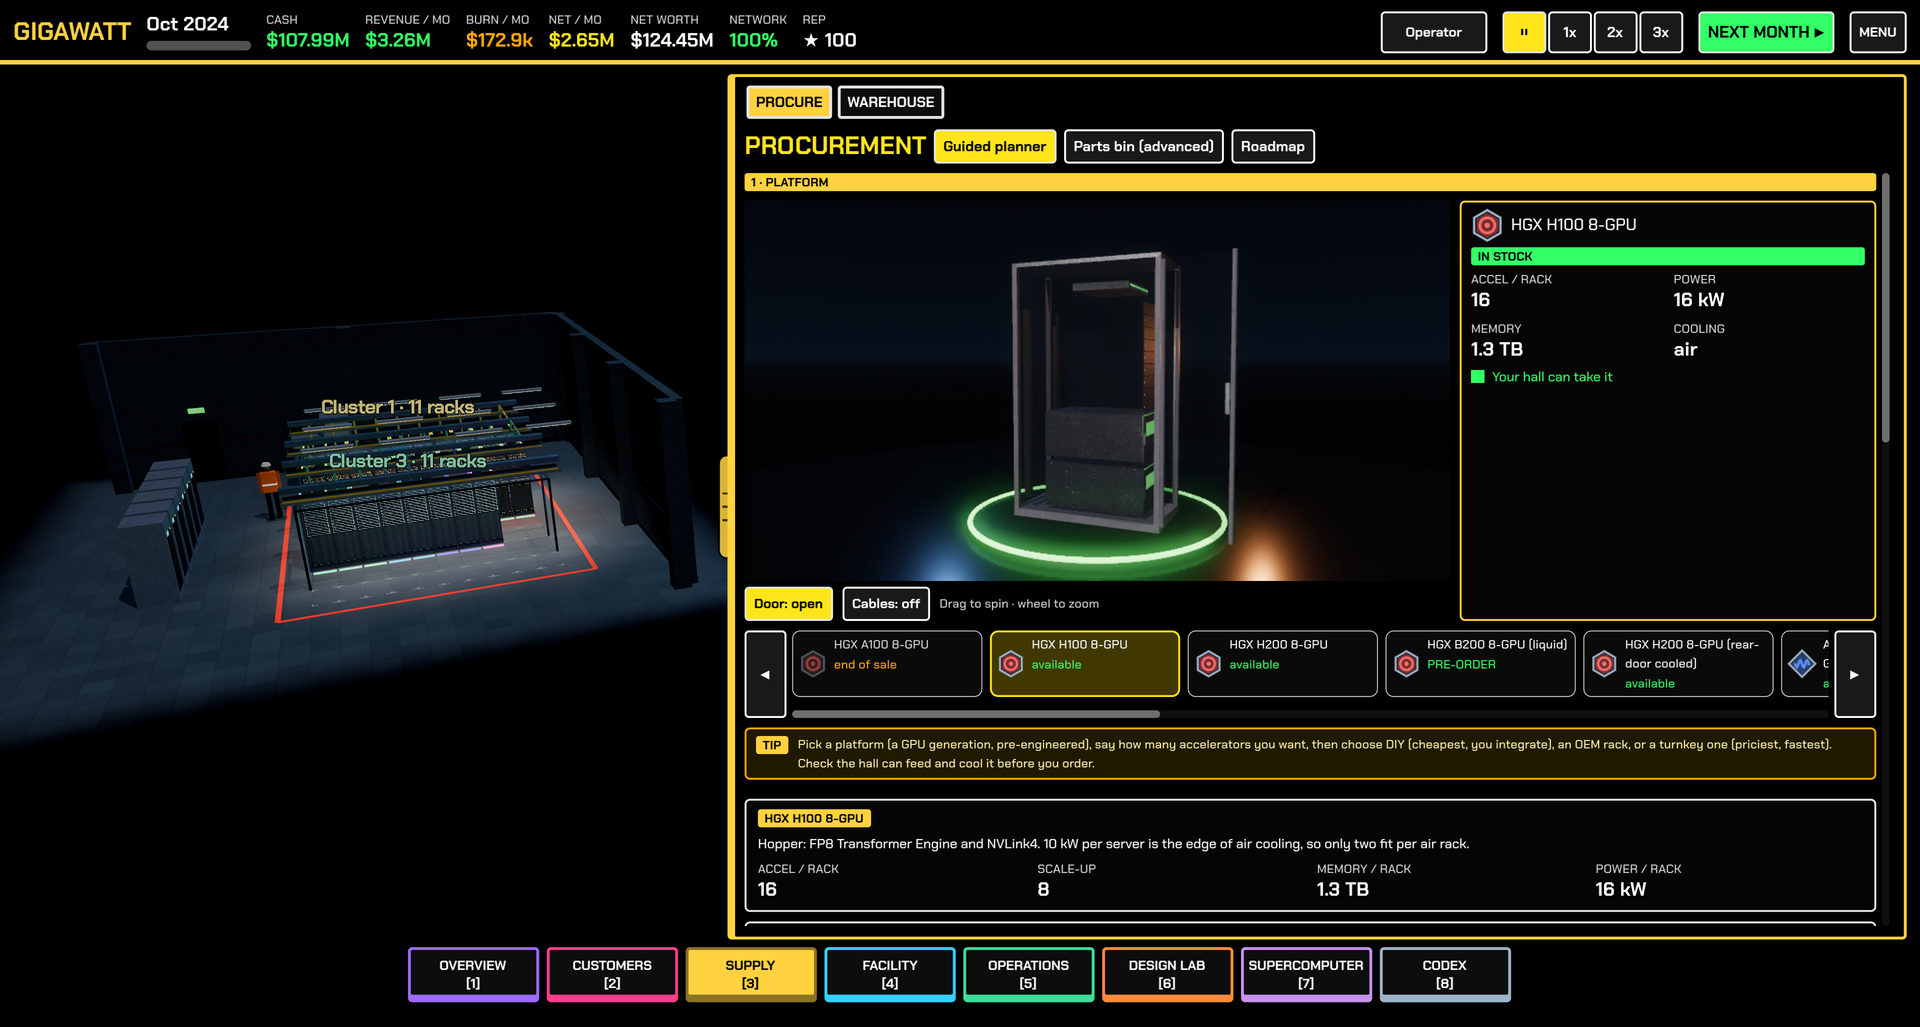 GIGAWATT
Oct 2024
CASH
$107.99M
REVENUE / MO
$3.26M
BURN / MO
$172.9k
NET / MO
$2.65M
NET WORTH
$124.45M
NETWORK
100%
REP
★ 100
Operator
1x
2x
3x
NEXT MONTH ▶
MENU
Cluster 1 · 11 racks
Cluster 3 · 11 racks
PROCURE
WAREHOUSE
PROCUREMENT
Guided planner
Parts bin (advanced)
Roadmap
1 · PLATFORM
HGX H100 8-GPU
IN STOCK
ACCEL / RACK
16
POWER
16 kW
MEMORY
1.3 TB
COOLING
air
Your hall can take it
Door: open
Cables: off
Drag to spin · wheel to zoom
HGX A100 8-GPU
end of sale
HGX H100 8-GPU
available
HGX H200 8-GPU
available
HGX B200 8-GPU (liquid)
PRE-ORDER
HGX H200 8-GPU (rear-
door cooled)
available
TIP
Pick a platform (a GPU generation, pre-engineered), say how many accelerators you want, then choose DIY (cheapest, you integrate), an OEM rack, or a turnkey one (priciest, fastest).
Check the hall can feed and cool it before you order.
HGX H100 8-GPU
Hopper: FP8 Transformer Engine and NVLink4. 10 kW per server is the edge of air cooling, so only two fit per air rack.
ACCEL / RACK
16
SCALE-UP
8
MEMORY / RACK
1.3 TB
POWER / RACK
16 kW
OVERVIEW
[1]
CUSTOMERS
[2]
SUPPLY
[3]
FACILITY
[4]
OPERATIONS
[5]
DESIGN LAB
[6]
SUPERCOMPUTER
[7]
CODEX
[8]